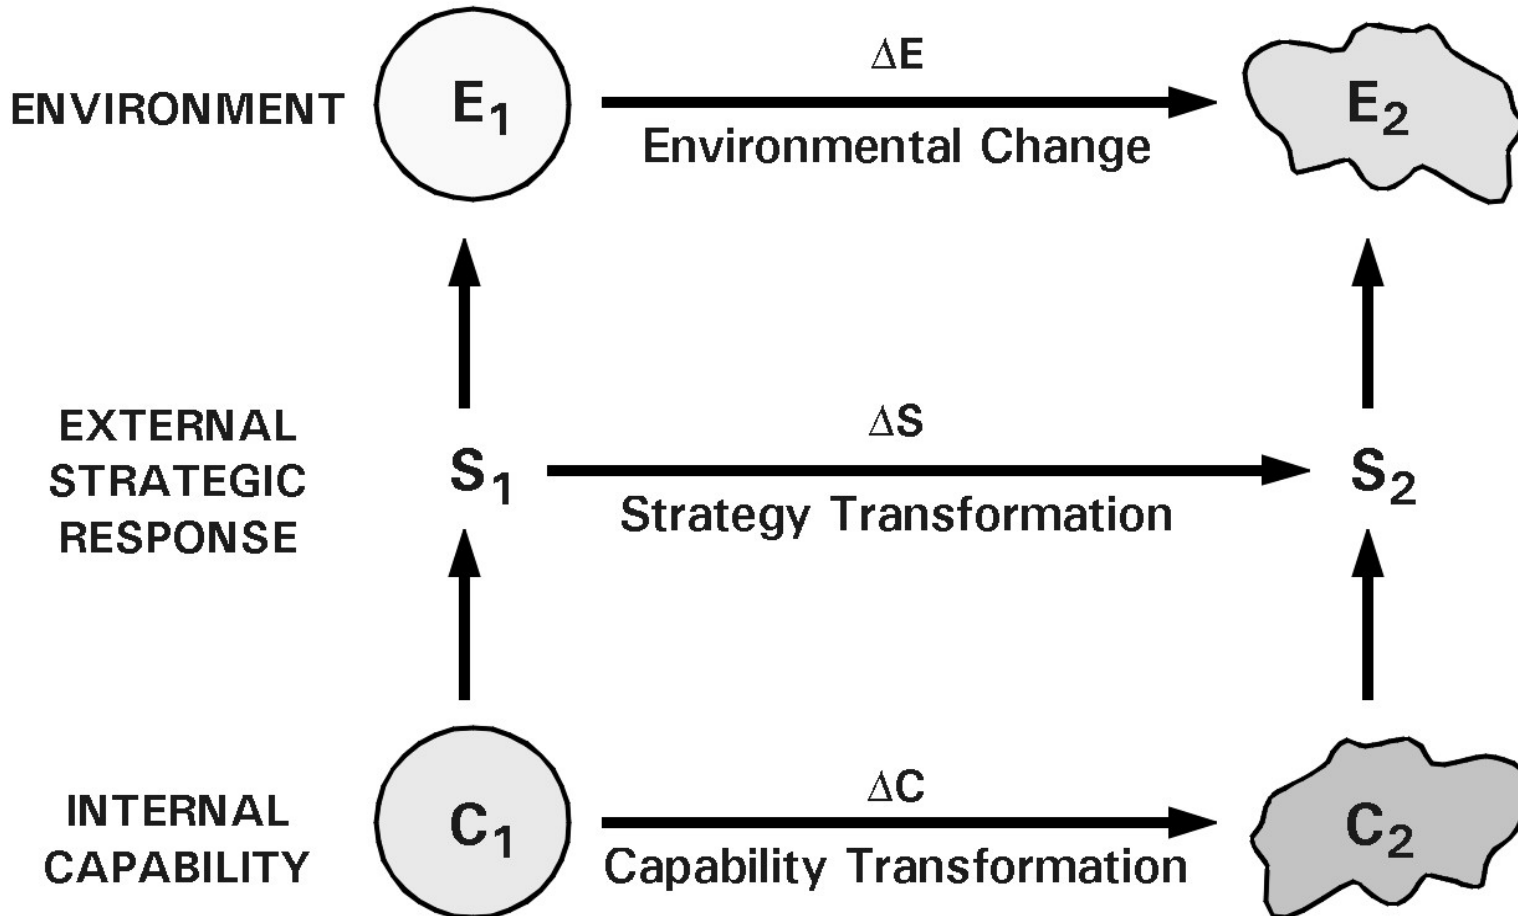 ΔE
ENVIRONMENT E₁ E₂
Environmental Change
ΔS
EXTERNAL
STRATEGIC S₁ S₂
RESPONSE
Strategy Transformation
ΔC
INTERNAL C₁ C₂
CAPABILITY
Capability Transformation